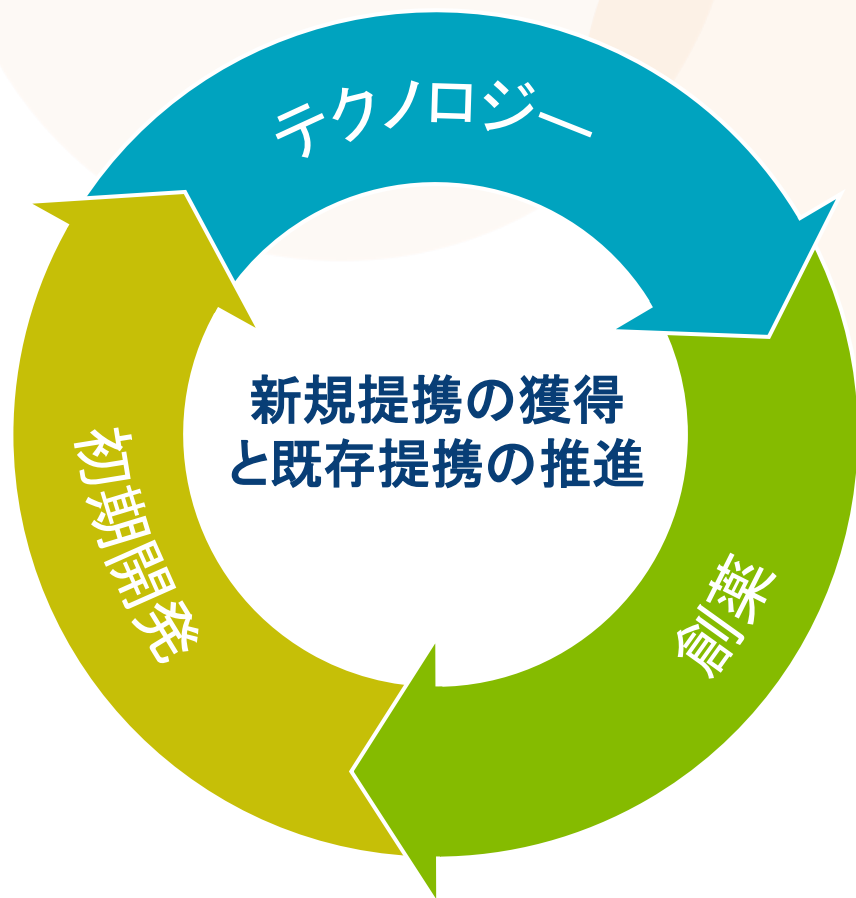 テクノロジー
新規提携の獲得
と既存提携の推進
初期開発
創薬